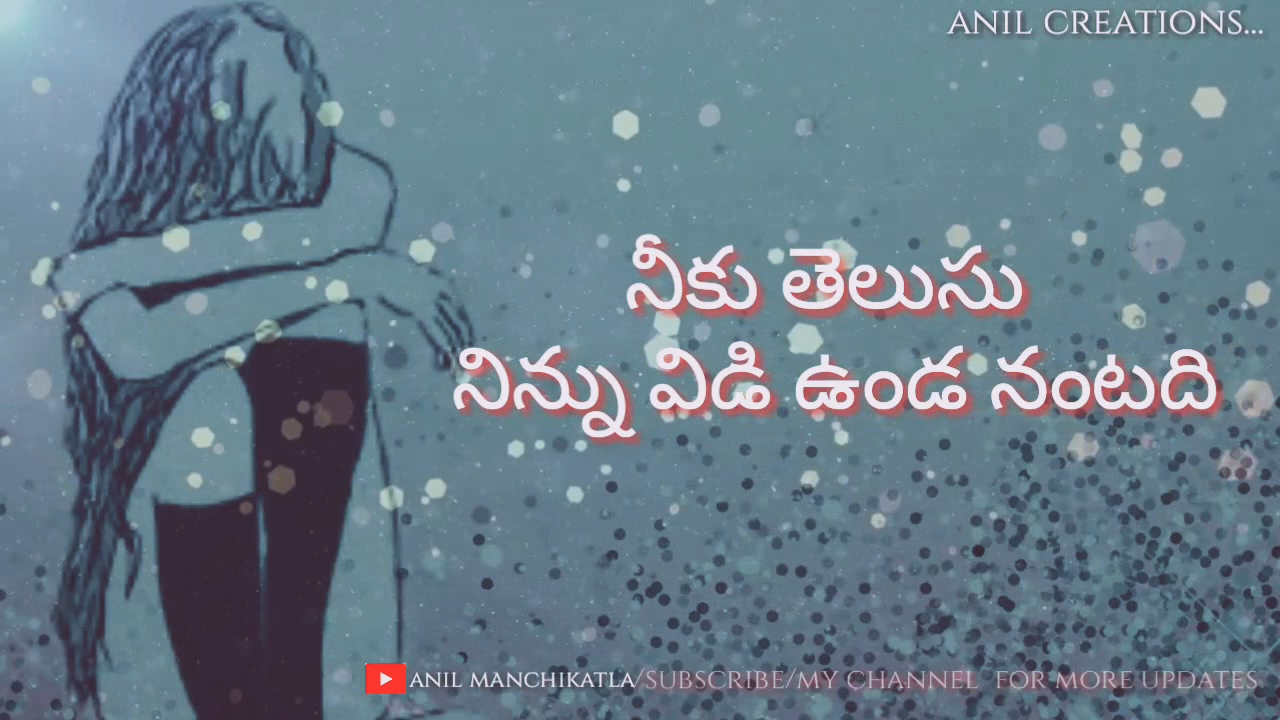 ANIL CREATIONS...
నీకు తెలుసు
నిన్ను విడి ఉండ నంటది
ANIL MANCHIKATLA/SUBSCRIBE/MY CHANNEL FOR MORE UPDATES